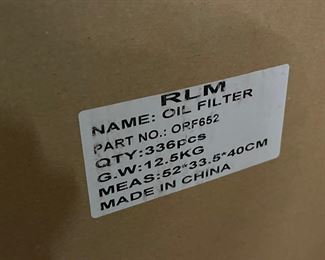 RLM
NAME: OIL FILTER
PART NO.: ORF652
QTY: 336pcs
G.W: 12.5KG
MEAS: 52*33.5*40CM
MADE IN CHINA